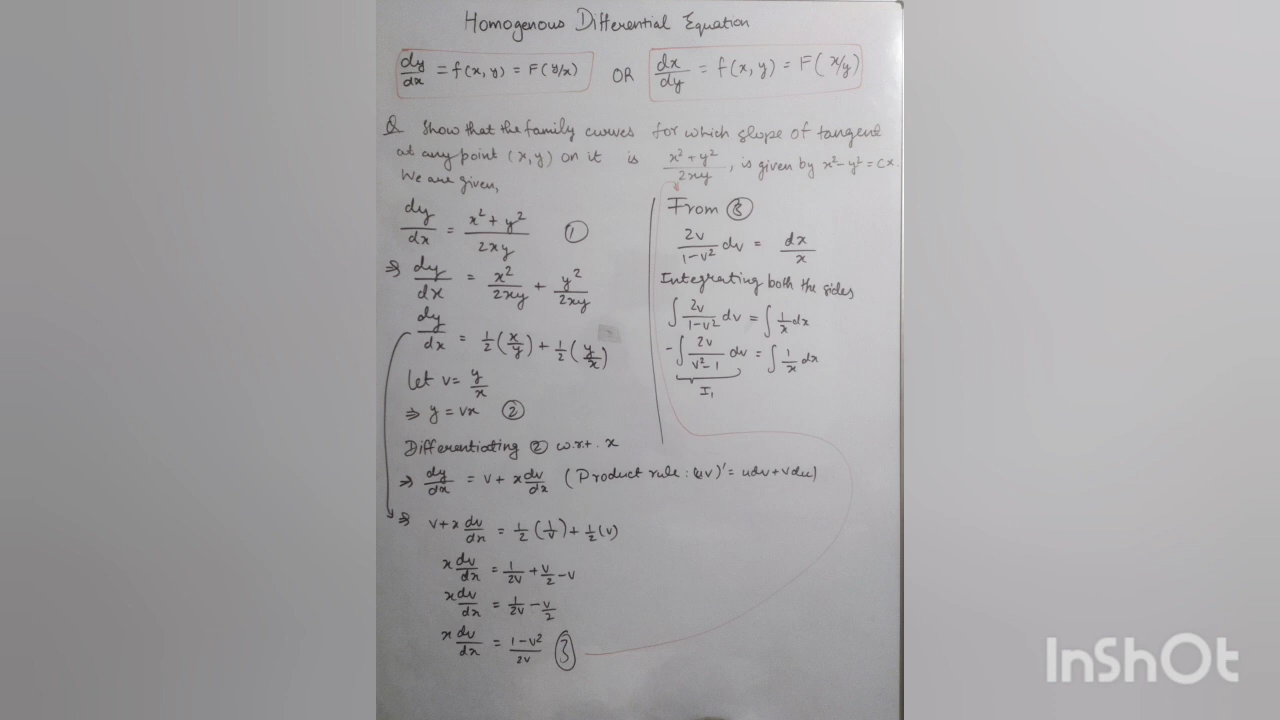 Homogenous Differential Equation
dy/dx = f(x, y) = F(y/x) OR dx/dy = f(x, y) = F(x/y)
Q Show that the family curves for which slope of tangent
at any point (x, y) on it is x²+y²/2xy, is given by x²-y² = cx.
We are given,
dy/dx = x²+y²/2xy ①
⇒ dy/dx = x²/2xy + y²/2xy
dy/dx = 1/2(x/y) + 1/2(y/x)
let v = y/x
⇒ y = vx ②
Differentiating ② w.r.t. x
⇒ dy/dx = v + x dv/dx (Product rule: (uv)' = udv + vdu)
⇒ v + x dv/dx = 1/2(1/v) + 1/2(v)
x dv/dx = 1/2v + v/2 - v
x dv/dx = 1/2v - v/2
x dv/dx = 1-v²/2v ③
From ③
2v/1-v² dv = dx/x
Integrating both the sides
∫ 2v/1-v² dv = ∫ 1/x dx
-∫ 2v/v²-1 dv = ∫ 1/x dx
I₁
InShOt